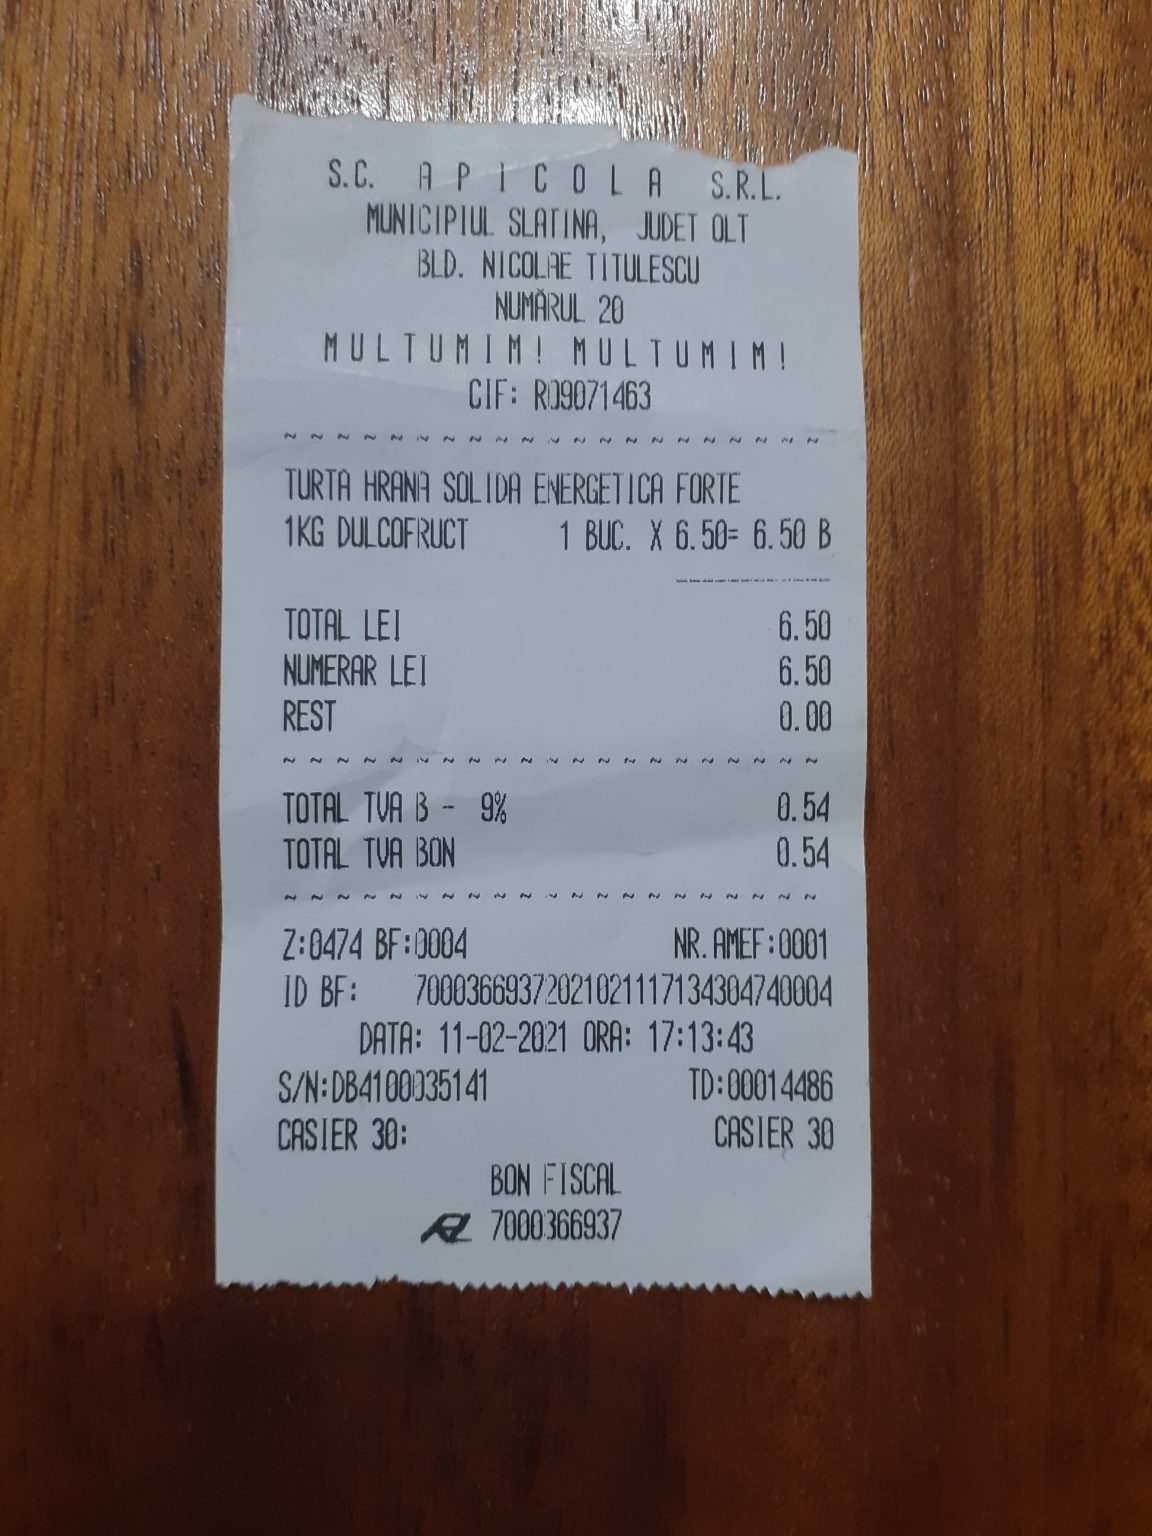 S.C. A P I C O L A S.R.L.
MUNICIPIUL SLATINA, JUDET OLT
BLD. NICOLAE TITULESCU
NUMĂRUL 20
M U L T U M I M ! M U L T U M I M !
CIF: RO9071463
~ ~ ~ ~ ~ ~ ~ ~ ~ ~ ~ ~ ~ ~ ~ ~ ~ ~ ~ ~ ~
TURTA HRANA SOLIDA ENERGETICA FORTE
1KG DULCOFRUCT 1 BUC. X 6.50= 6.50 B
TOTAL LEI 6.50
NUMERAR LEI 6.50
REST 0.00
~ ~ ~ ~ ~ ~ ~ ~ ~ ~ ~ ~ ~ ~ ~ ~ ~ ~ ~ ~ ~
TOTAL TVA B - 9% 0.54
TOTAL TVA BON 0.54
~ ~ ~ ~ ~ ~ ~ ~ ~ ~ ~ ~ ~ ~ ~ ~ ~ ~ ~ ~ ~
Z:0474 BF:0004 NR.AMEF:0001
ID BF: 70003669372021021117134304740004
DATA: 11-02-2021 ORA: 17:13:43
S/N:DB4100035141 TD:00014486
CASIER 30: CASIER 30
BON FISCAL
7000366937